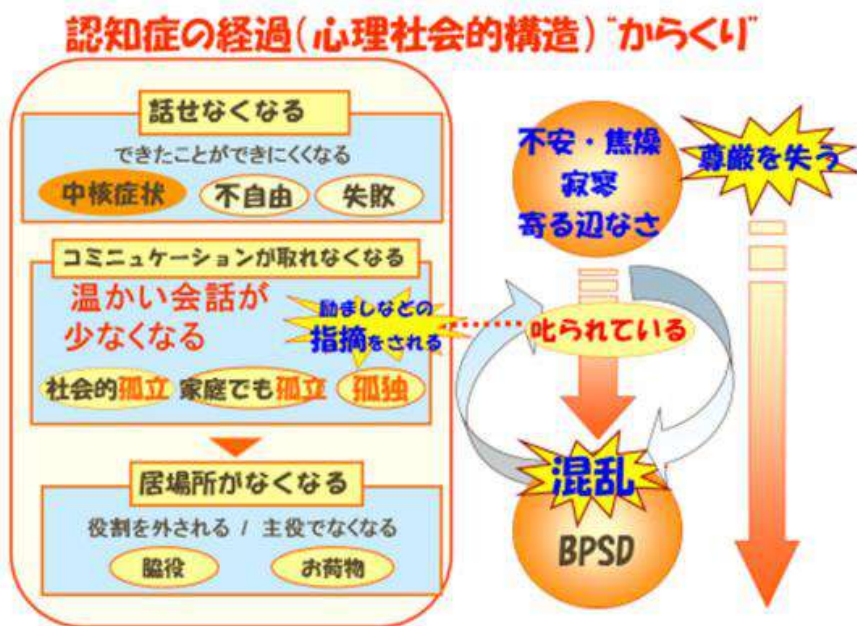 認知症の経過(心理社会的構造)“からくり”
話せなくなる
できたことができにくくなる
中核症状 不自由 失敗
コミニュケーションが取れなくなる
温かい会話が
少なくなる
励ましなどの
指摘をされる
社会的孤立 家庭でも孤立 孤独
居場所がなくなる
役割を外される / 主役でなくなる
脇役 お荷物
不安・焦燥
寂寥
寄る辺なさ
尊厳を失う
叱られている
混乱
BPSD